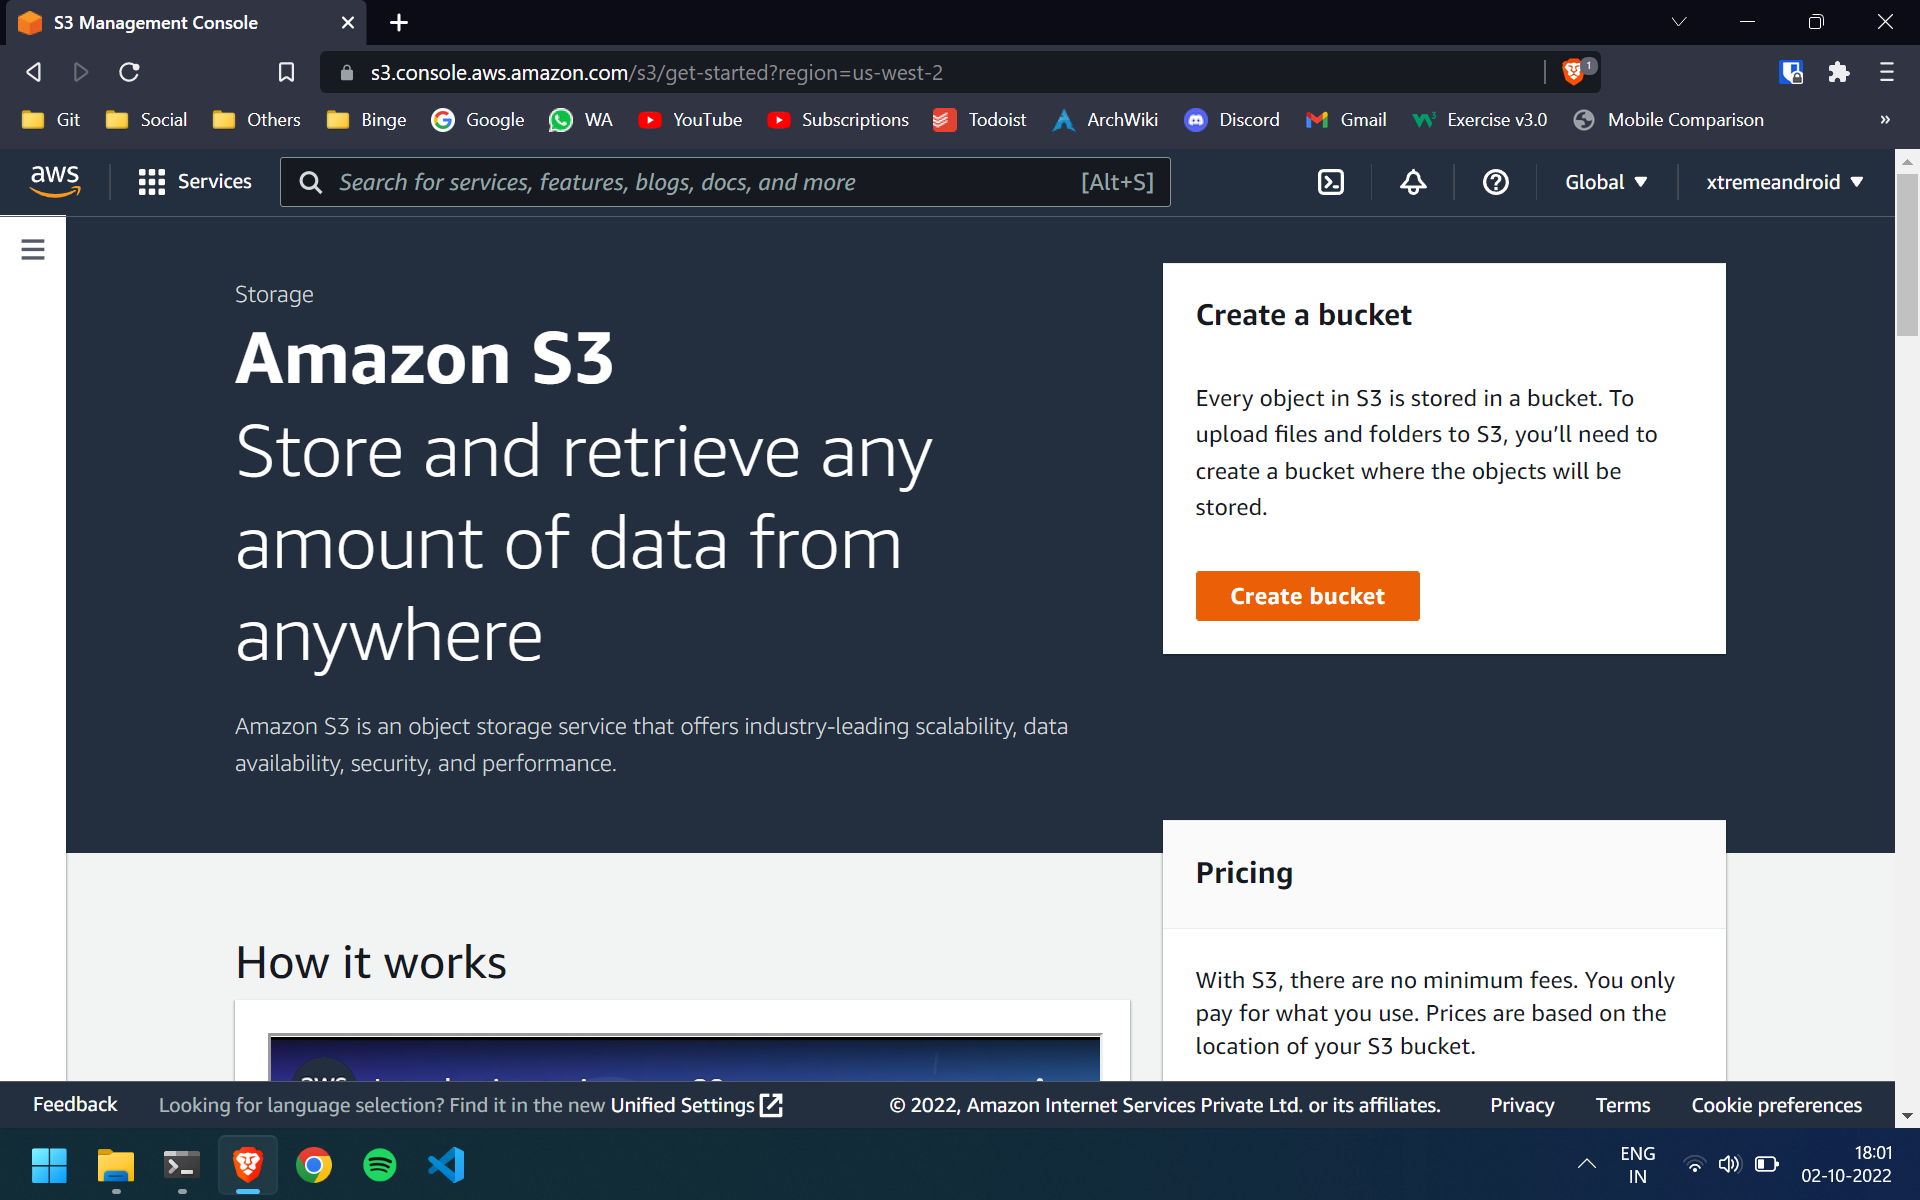 S3 Management Console
s3.console.aws.amazon.com/s3/get-started?region=us-west-2
1
Git Social Others Binge Google WA YouTube Subscriptions Todoist ArchWiki Discord Gmail Exercise v3.0 Mobile Comparison »
aws Services Search for services, features, blogs, docs, and more [Alt+S] Global xtremeandroid
Storage
Amazon S3
Store and retrieve any
amount of data from
anywhere
Amazon S3 is an object storage service that offers industry-leading scalability, data
availability, security, and performance.
Create a bucket
Every object in S3 is stored in a bucket. To
upload files and folders to S3, you’ll need to
create a bucket where the objects will be
stored.
Create bucket
How it works
Pricing
With S3, there are no minimum fees. You only
pay for what you use. Prices are based on the
location of your S3 bucket.
Feedback Looking for language selection? Find it in the new Unified Settings © 2022, Amazon Internet Services Private Ltd. or its affiliates. Privacy Terms Cookie preferences
ENG
IN
18:01
02-10-2022